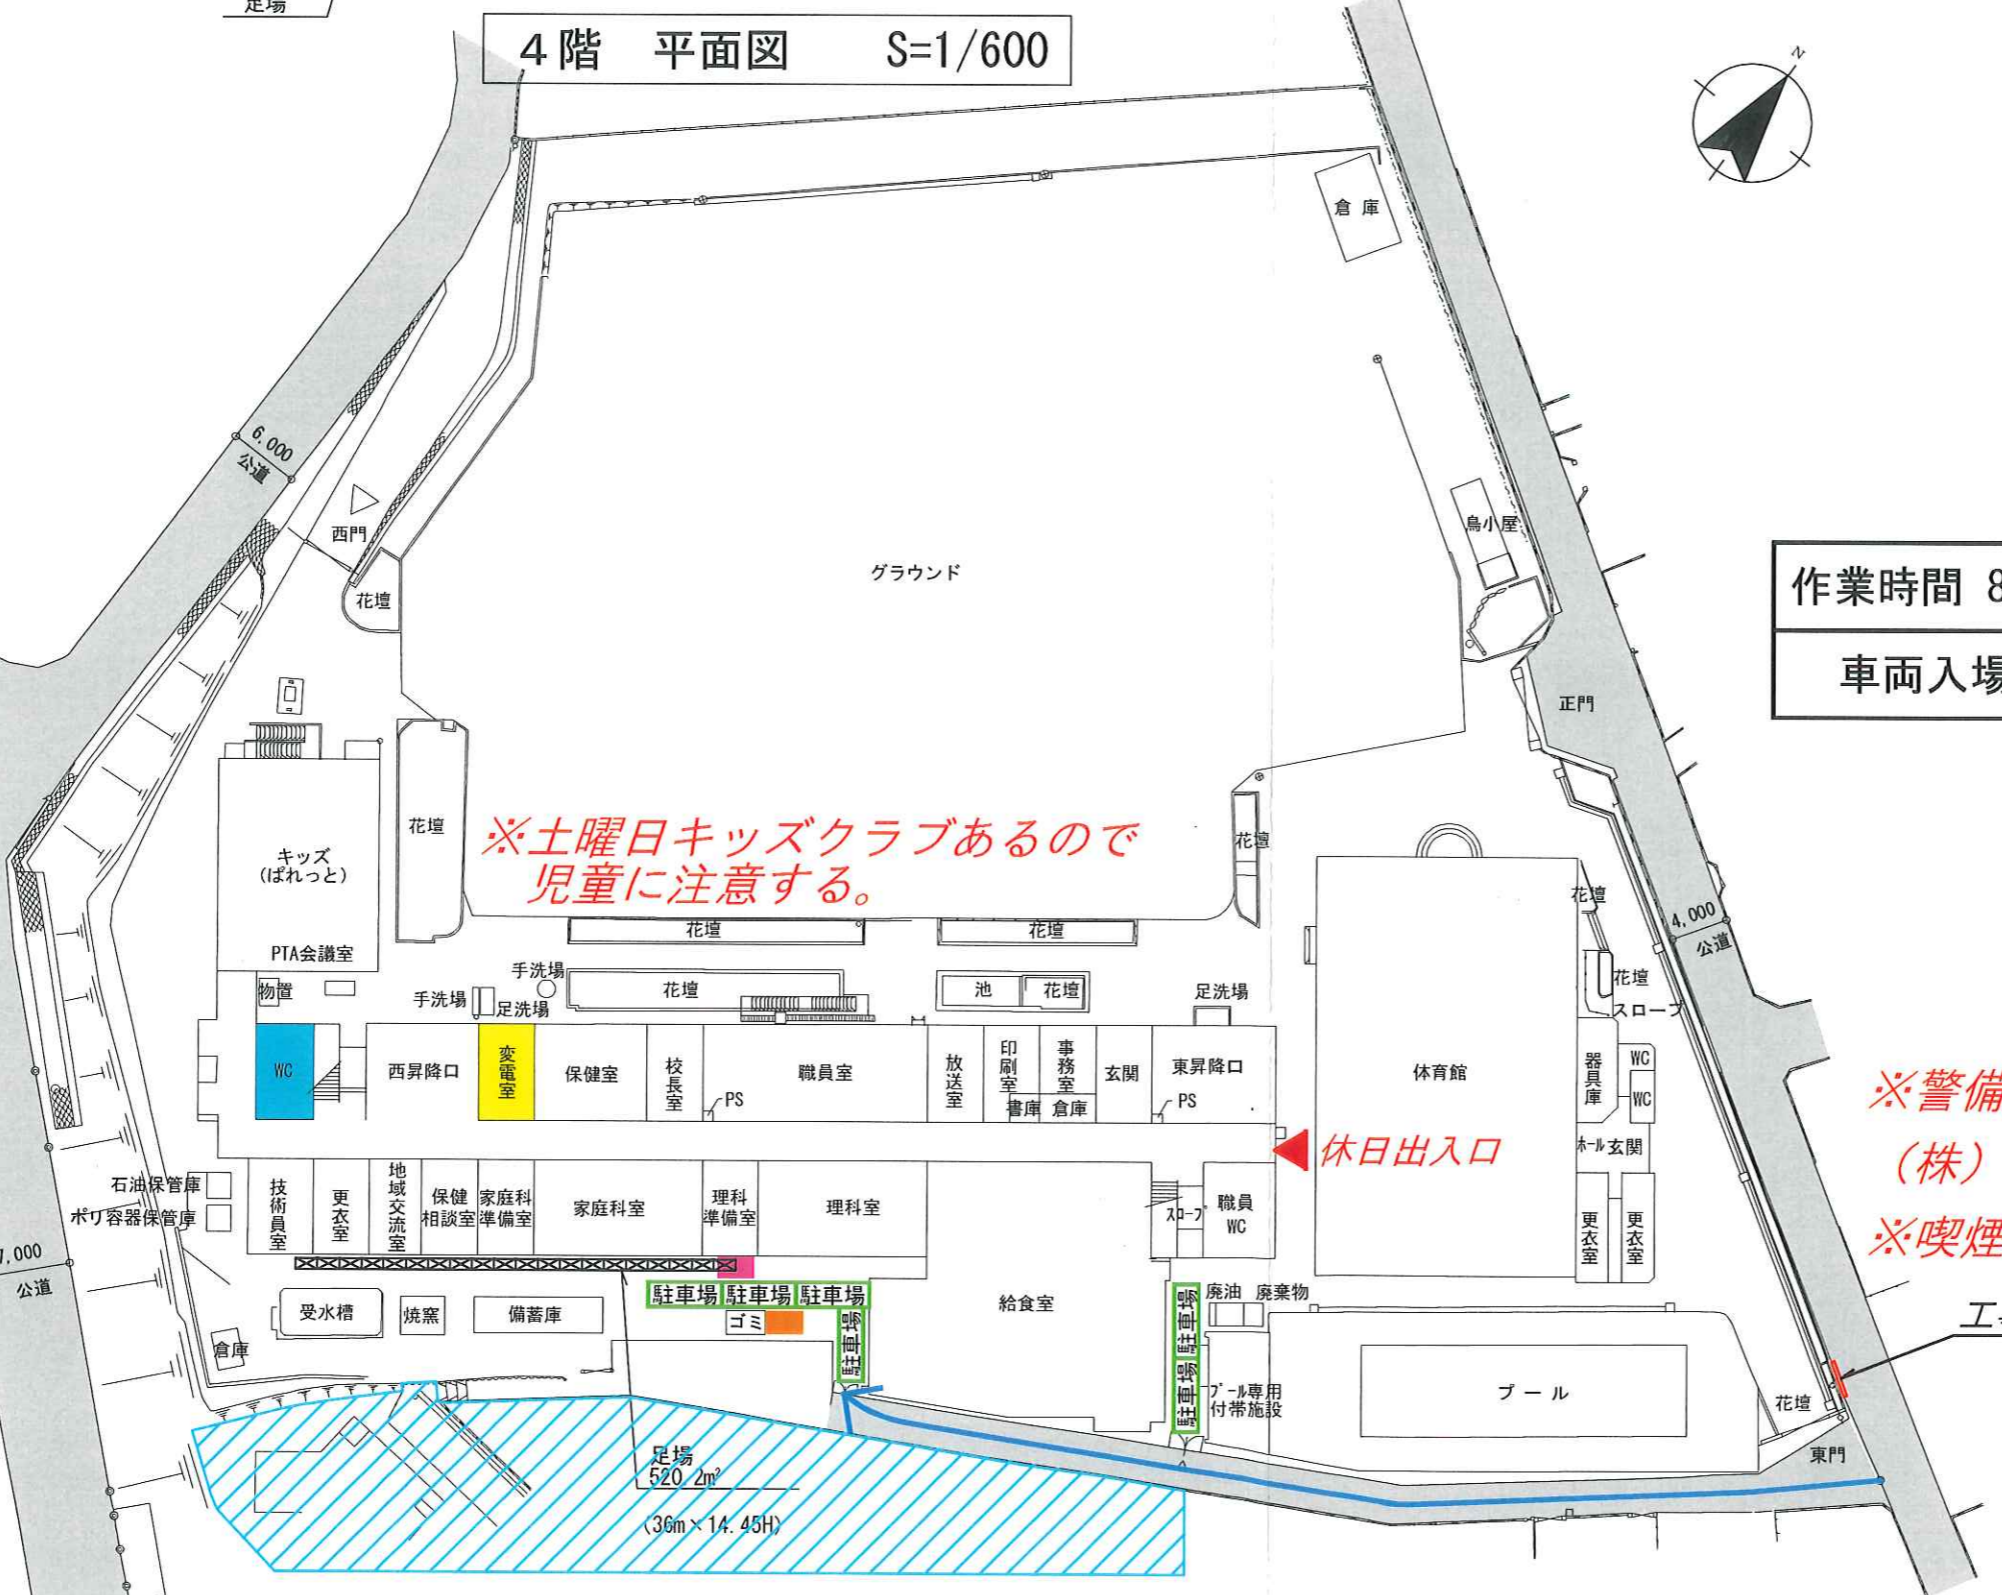 足場
4階 平面図 S=1/600
N
倉庫
6,000
公道
西門
花壇
グラウンド
鳥小屋
作業時間 8
車両入場
正門
花壇
※土曜日キッズクラブあるので
児童に注意する。
キッズ
(ぱれっと)
PTA会議室
花壇
花壇
花壇
花壇
4,000
公道
物置
手洗場
手洗場
足洗場
花壇
池
花壇
足洗場
花壇
スロープ
WC
西昇降口
変電室
保健室
校長室
PS
職員室
放送室
印刷室
書庫
事務室
倉庫
玄関
東昇降口
PS
体育館
器具庫
WC
WC
ホール
玄関
更衣室
更衣室
休日出入口
※警備
(株)
※喫煙
石油保管庫
ポリ容器保管庫
技術員室
更衣室
地域交流室
保健
相談室
家庭科
準備室
家庭科室
理科
準備室
理科室
スロープ
職員
WC
公道
受水槽
焼窯
備蓄庫
倉庫
駐車場
駐車場
駐車場
ゴミ
駐車場
給食室
駐車場
駐車場
廃油
廃棄物
プール専用
付帯施設
プール
花壇
東門
足場
520.2m²
(36m×14.45H)